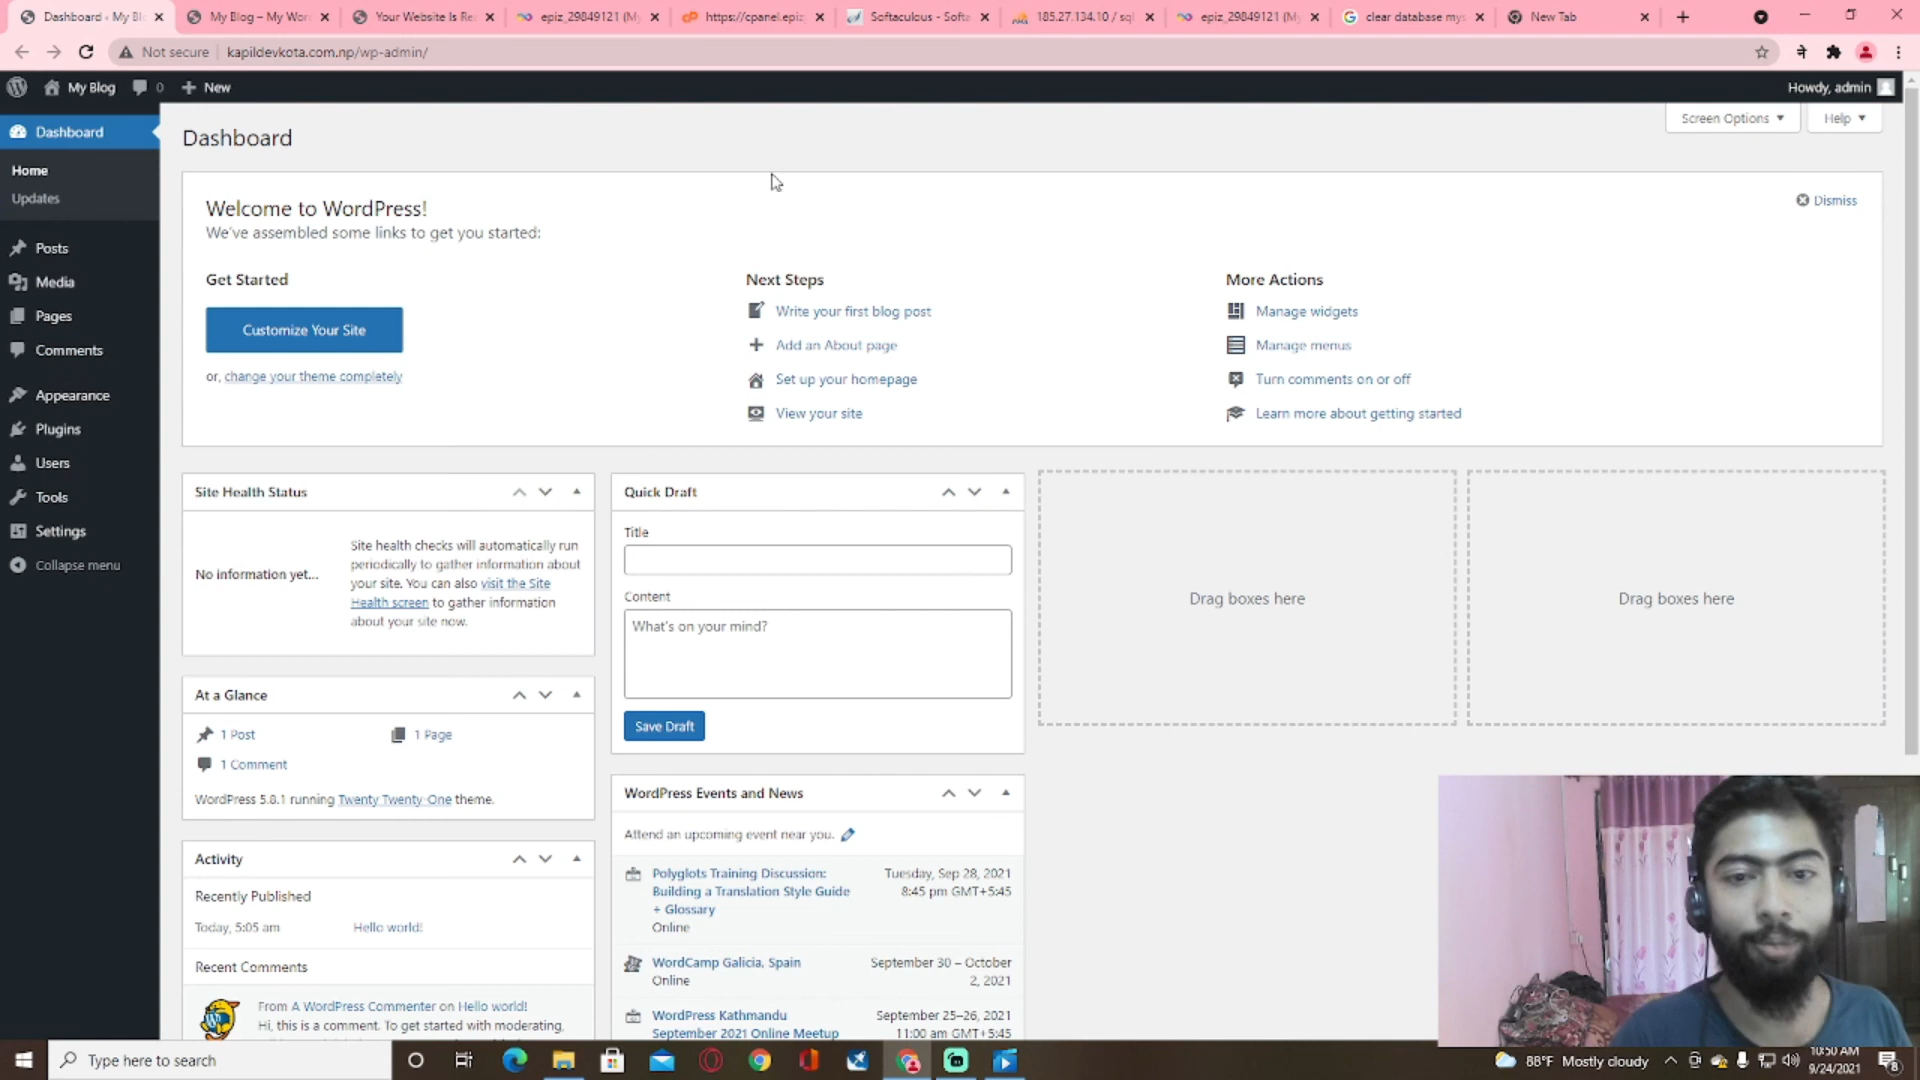 Dashboard ‹ My B
My Blog – My Wor
Your Website Is Re
epiz_29849121 (My
https://cpanel.epiz
Softaculous - Softa
185.27.134.10 / sql
epiz_29849121 (My
clear database mys
New Tab
Not secure
kapildevkota.com.np/wp-admin/
My Blog
0
New
Howdy, admin
Dashboard
Home
Updates
Posts
Media
Pages
Comments
Appearance
Plugins
Users
Tools
Settings
Collapse menu
Dashboard
Screen Options
Help
Welcome to WordPress!
We've assembled some links to get you started:
Dismiss
Get Started
Customize Your Site
or, change your theme completely
Next Steps
Write your first blog post
Add an About page
Set up your homepage
View your site
More Actions
Manage widgets
Manage menus
Turn comments on or off
Learn more about getting started
Site Health Status
No information yet...
Site health checks will automatically run
periodically to gather information about
your site. You can also visit the Site
Health screen to gather information
about your site now.
At a Glance
1 Post
1 Page
1 Comment
WordPress 5.8.1 running Twenty Twenty-One theme.
Activity
Recently Published
Today, 5:05 am
Hello world!
Recent Comments
From A WordPress Commenter on Hello world!
Hi, this is a comment. To get started with moderating,
Quick Draft
Title
Content
What's on your mind?
Save Draft
WordPress Events and News
Attend an upcoming event near you.
Polyglots Training Discussion:
Building a Translation Style Guide
+ Glossary
Online
Tuesday, Sep 28, 2021
8:45 pm GMT+5:45
WordCamp Galicia, Spain
Online
September 30 – October
2, 2021
WordPress Kathmandu
September 2021 Online Meetup
September 25–26, 2021
11:00 am GMT+5:45
Drag boxes here
Drag boxes here
Type here to search
88°F Mostly cloudy
10:50 AM
9/24/2021
8